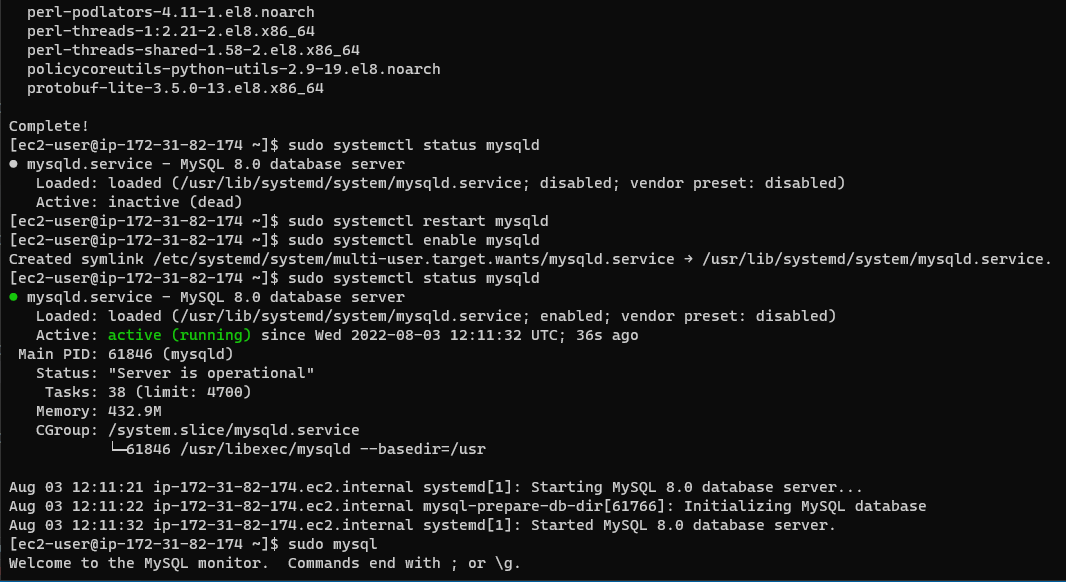 perl-podlators-4.11-1.el8.noarch
perl-threads-1:2.21-2.el8.x86_64
perl-threads-shared-1.58-2.el8.x86_64
policycoreutils-python-utils-2.9-19.el8.noarch
protobuf-lite-3.5.0-13.el8.x86_64
Complete!
[ec2-user@ip-172-31-82-174 ~]$ sudo systemctl status mysqld
● mysqld.service - MySQL 8.0 database server
Loaded: loaded (/usr/lib/systemd/system/mysqld.service; disabled; vendor preset: disabled)
Active: inactive (dead)
[ec2-user@ip-172-31-82-174 ~]$ sudo systemctl restart mysqld
[ec2-user@ip-172-31-82-174 ~]$ sudo systemctl enable mysqld
Created symlink /etc/systemd/system/multi-user.target.wants/mysqld.service → /usr/lib/systemd/system/mysqld.service.
[ec2-user@ip-172-31-82-174 ~]$ sudo systemctl status mysqld
● mysqld.service - MySQL 8.0 database server
Loaded: loaded (/usr/lib/systemd/system/mysqld.service; enabled; vendor preset: disabled)
Active: active (running) since Wed 2022-08-03 12:11:32 UTC; 36s ago
Main PID: 61846 (mysqld)
Status: "Server is operational"
Tasks: 38 (limit: 4700)
Memory: 432.9M
CGroup: /system.slice/mysqld.service
└─61846 /usr/libexec/mysqld --basedir=/usr
Aug 03 12:11:21 ip-172-31-82-174.ec2.internal systemd[1]: Starting MySQL 8.0 database server...
Aug 03 12:11:22 ip-172-31-82-174.ec2.internal mysql-prepare-db-dir[61766]: Initializing MySQL database
Aug 03 12:11:32 ip-172-31-82-174.ec2.internal systemd[1]: Started MySQL 8.0 database server.
[ec2-user@ip-172-31-82-174 ~]$ sudo mysql
Welcome to the MySQL monitor.  Commands end with ; or \g.